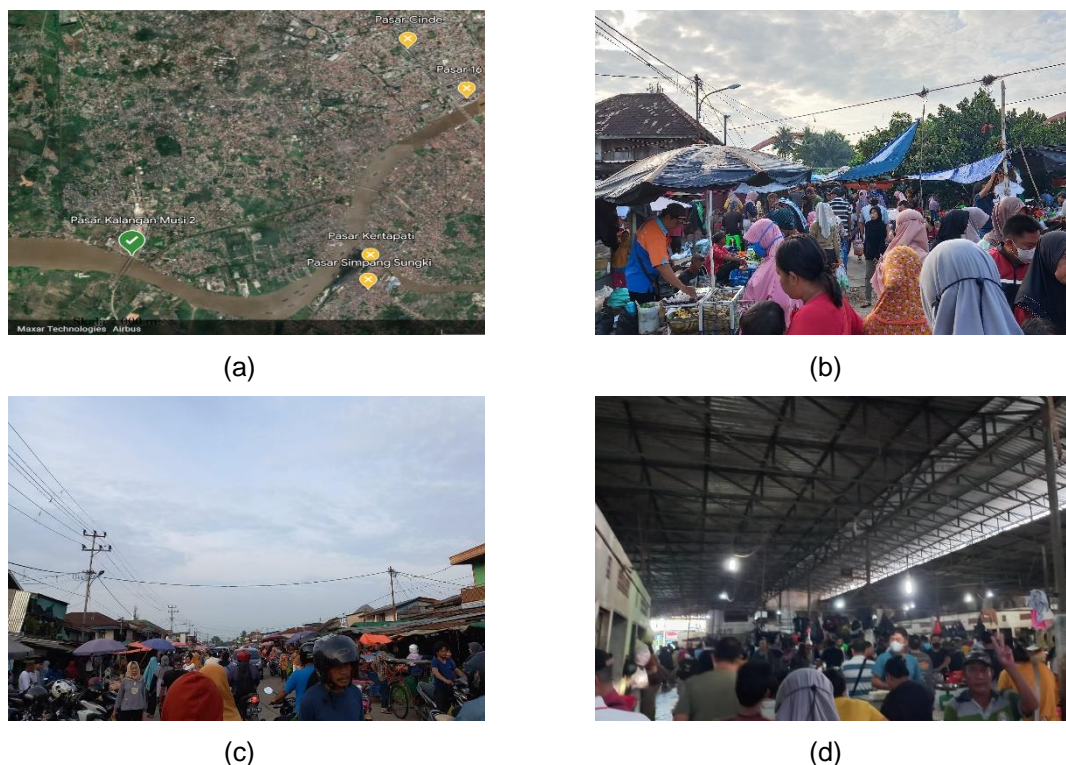 Pasar Cinde
Pasar 16
Pasar Kalangan Musi 2
Pasar Kertapati
Pasar Simpang Sungki
Maxar Technologies Airbus
(a)
(b)
(c)
(d)